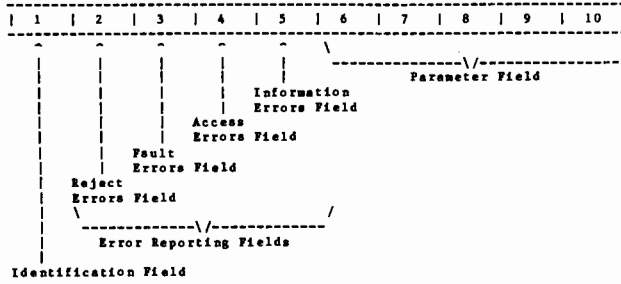 | 1 | 2 | 3 | 4 | 5 | 6 | 7 | 8 | 9 | 10
Parameter Field
Information
Errors Field
Access
Errors Field
Fault
Errors Field
Reject
Errors Field
Error Reporting Fields
Identification Field